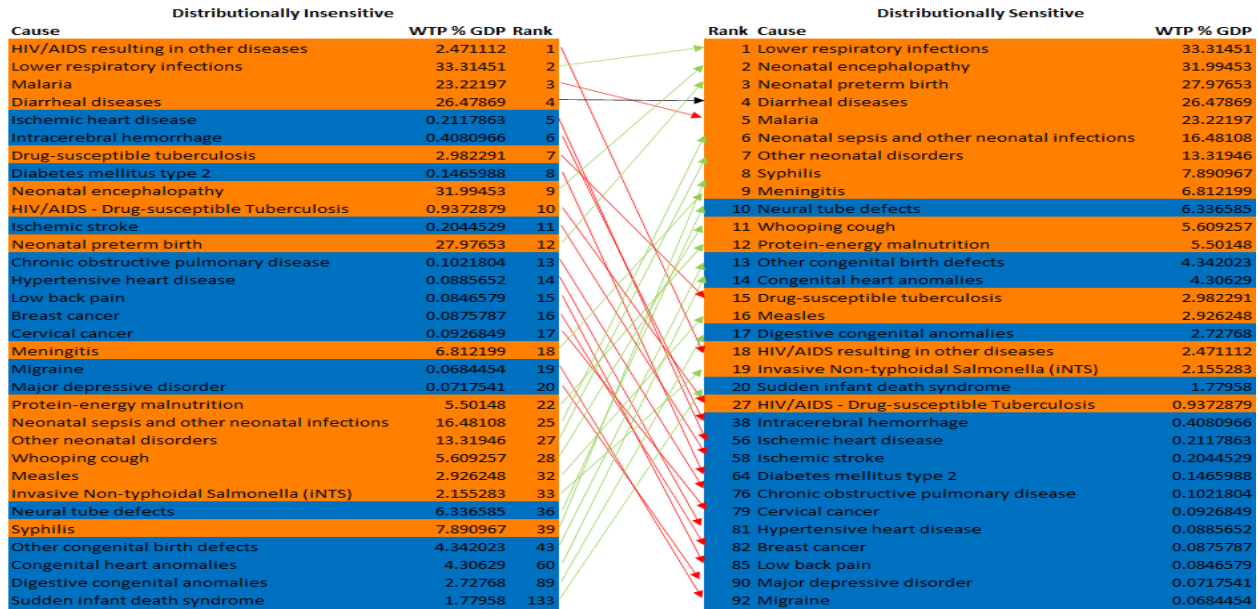 Distributionally Insensitive
Cause WTP % GDP Rank
HIV/AIDS resulting in other diseases 2.471112 1
Lower respiratory infections 33.31451 2
Malaria 23.22197 3
Diarrheal diseases 26.47869 4
Ischemic heart disease 0.2117863 5
Intracerebral hemorrhage 0.4080966 6
Drug-susceptible tuberculosis 2.982291 7
Diabetes mellitus type 2 0.1465988 8
Neonatal encephalopathy 31.99453 9
HIV/AIDS - Drug-susceptible Tuberculosis 0.9372879 10
Ischemic stroke 0.2044529 11
Neonatal preterm birth 27.97653 12
Chronic obstructive pulmonary disease 0.1021804 13
Hypertensive heart disease 0.0885652 14
Low back pain 0.0846579 15
Breast cancer 0.0875787 16
Cervical cancer 0.0926849 17
Meningitis 6.812199 18
Migraine 0.0684454 19
Major depressive disorder 0.0717541 20
Protein-energy malnutrition 5.50148 22
Neonatal sepsis and other neonatal infections 16.48108 25
Other neonatal disorders 13.31946 27
Whooping cough 5.609257 28
Measles 2.926248 32
Invasive Non-typhoidal Salmonella (iNTS) 2.155283 33
Neural tube defects 6.336585 36
Syphilis 7.890967 39
Other congenital birth defects 4.342023 43
Congenital heart anomalies 4.30629 60
Digestive congenital anomalies 2.72768 89
Sudden infant death syndrome 1.77958 133
Distributionally Sensitive
Rank Cause WTP % GDP
1 Lower respiratory infections 33.31451
2 Neonatal encephalopathy 31.99453
3 Neonatal preterm birth 27.97653
4 Diarrheal diseases 26.47869
5 Malaria 23.22197
6 Neonatal sepsis and other neonatal infections 16.48108
7 Other neonatal disorders 13.31946
8 Syphilis 7.890967
9 Meningitis 6.812199
10 Neural tube defects 6.336585
11 Whooping cough 5.609257
12 Protein-energy malnutrition 5.50148
13 Other congenital birth defects 4.342023
14 Congenital heart anomalies 4.30629
15 Drug-susceptible tuberculosis 2.982291
16 Measles 2.926248
17 Digestive congenital anomalies 2.72768
18 HIV/AIDS resulting in other diseases 2.471112
19 Invasive Non-typhoidal Salmonella (iNTS) 2.155283
20 Sudden infant death syndrome 1.77958
27 HIV/AIDS - Drug-susceptible Tuberculosis 0.9372879
38 Intracerebral hemorrhage 0.4080966
56 Ischemic heart disease 0.2117863
58 Ischemic stroke 0.2044529
64 Diabetes mellitus type 2 0.1465988
76 Chronic obstructive pulmonary disease 0.1021804
79 Cervical cancer 0.0926849
81 Hypertensive heart disease 0.0885652
82 Breast cancer 0.0875787
85 Low back pain 0.0846579
90 Major depressive disorder 0.0717541
92 Migraine 0.0684454